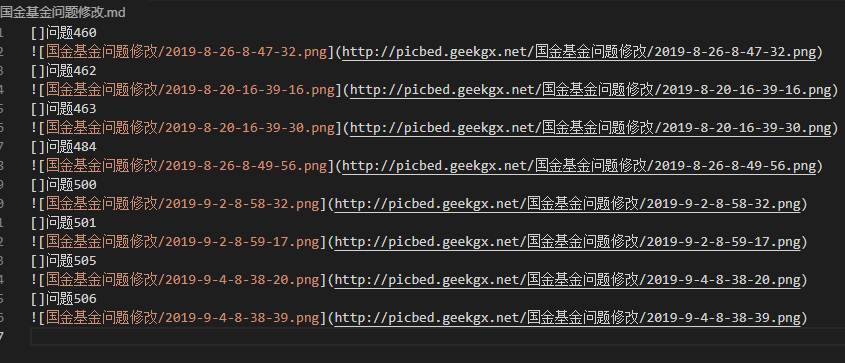 国金基金问题修改.md
1 []问题460
2 ![国金基金问题修改/2019-8-26-8-47-32.png](http://picbed.geekgx.net/国金基金问题修改/2019-8-26-8-47-32.png)
3 []问题462
4 ![国金基金问题修改/2019-8-20-16-39-16.png](http://picbed.geekgx.net/国金基金问题修改/2019-8-20-16-39-16.png)
5 []问题463
6 ![国金基金问题修改/2019-8-20-16-39-30.png](http://picbed.geekgx.net/国金基金问题修改/2019-8-20-16-39-30.png)
7 []问题484
8 ![国金基金问题修改/2019-8-26-8-49-56.png](http://picbed.geekgx.net/国金基金问题修改/2019-8-26-8-49-56.png)
9 []问题500
0 ![国金基金问题修改/2019-9-2-8-58-32.png](http://picbed.geekgx.net/国金基金问题修改/2019-9-2-8-58-32.png)
1 []问题501
2 ![国金基金问题修改/2019-9-2-8-59-17.png](http://picbed.geekgx.net/国金基金问题修改/2019-9-2-8-59-17.png)
3 []问题505
4 ![国金基金问题修改/2019-9-4-8-38-20.png](http://picbed.geekgx.net/国金基金问题修改/2019-9-4-8-38-20.png)
5 []问题506
6 ![国金基金问题修改/2019-9-4-8-38-39.png](http://picbed.geekgx.net/国金基金问题修改/2019-9-4-8-38-39.png)
7